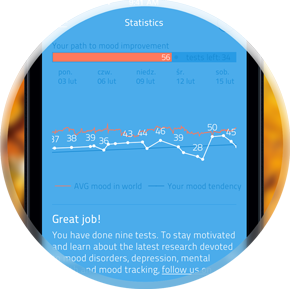 Statistics
Your path to mood improvement
56
pon. czw. niedz. śr. sob.
03 lut 06 lut 09 lut 12 lut 15 lut
37 38 39 35 43 44 46 39 28 50 45
AVG mood in world Your mood tendency
Great job!
You have done nine tests. To stay motivated
and learn about the latest research devoted
mood disorders, depression, mental
and mood tracking, follow us